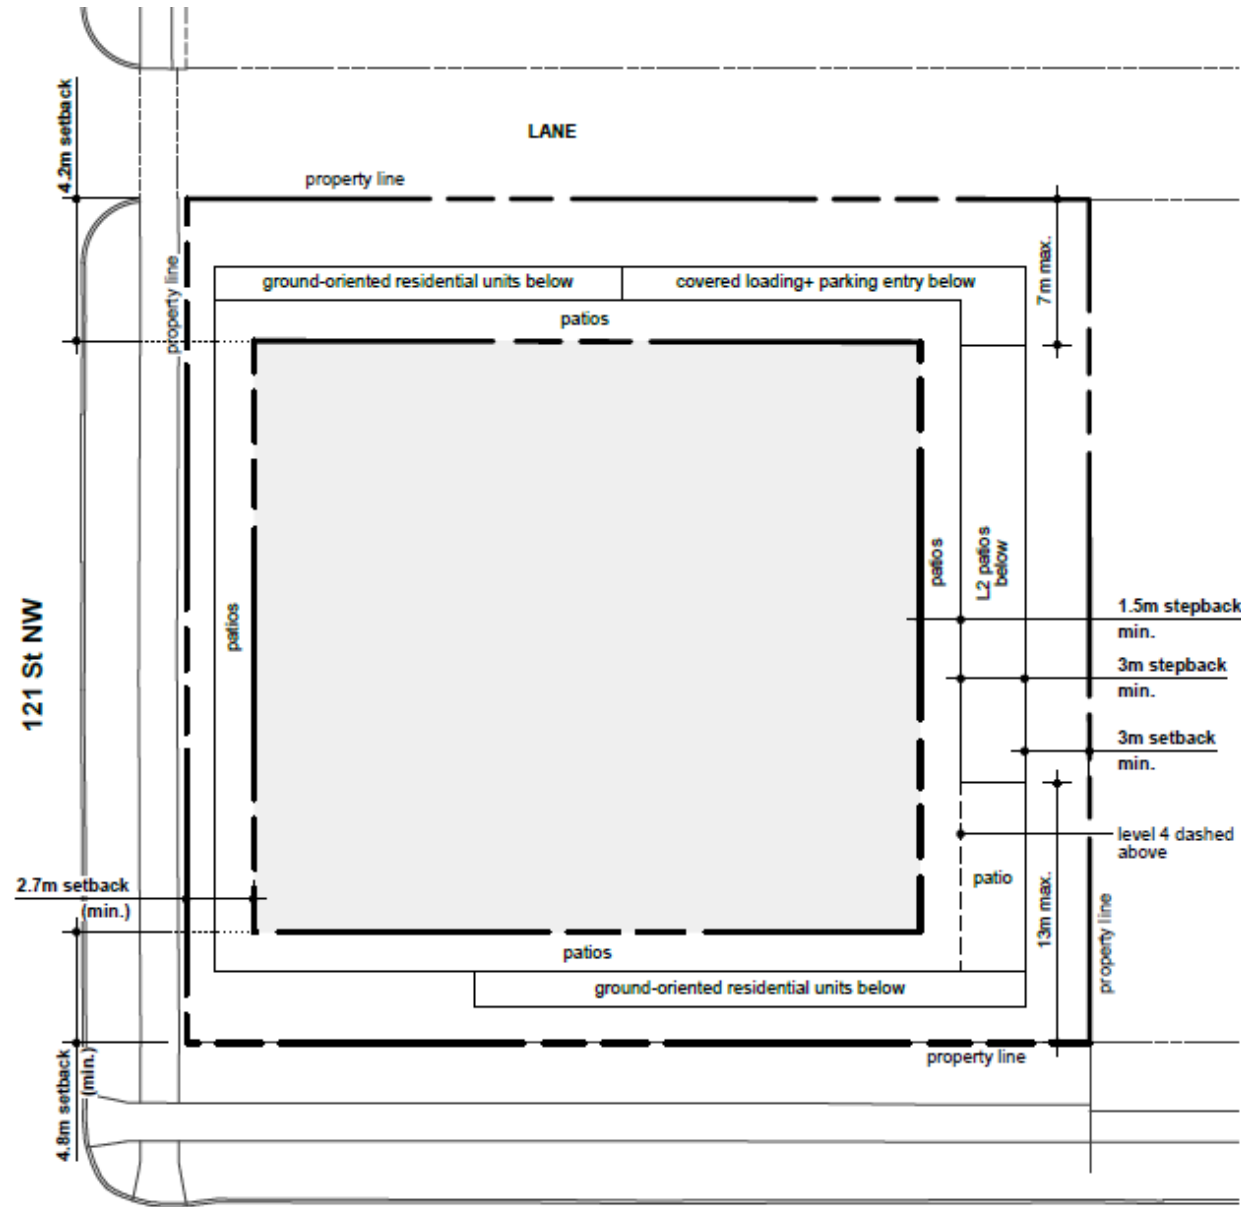 4.2m setback
LANE
property line
property line
7m max.
ground-oriented residential units below
covered loading+ parking entry below
patios
patios
patios
L2 patios
below
121 St NW
1.5m stepback
min.
3m stepback
min.
3m setback
min.
level 4 dashed
above
2.7m setback
(min.)
patio
13m max.
property line
patios
ground-oriented residential units below
property line
4.8m setback
(min.)